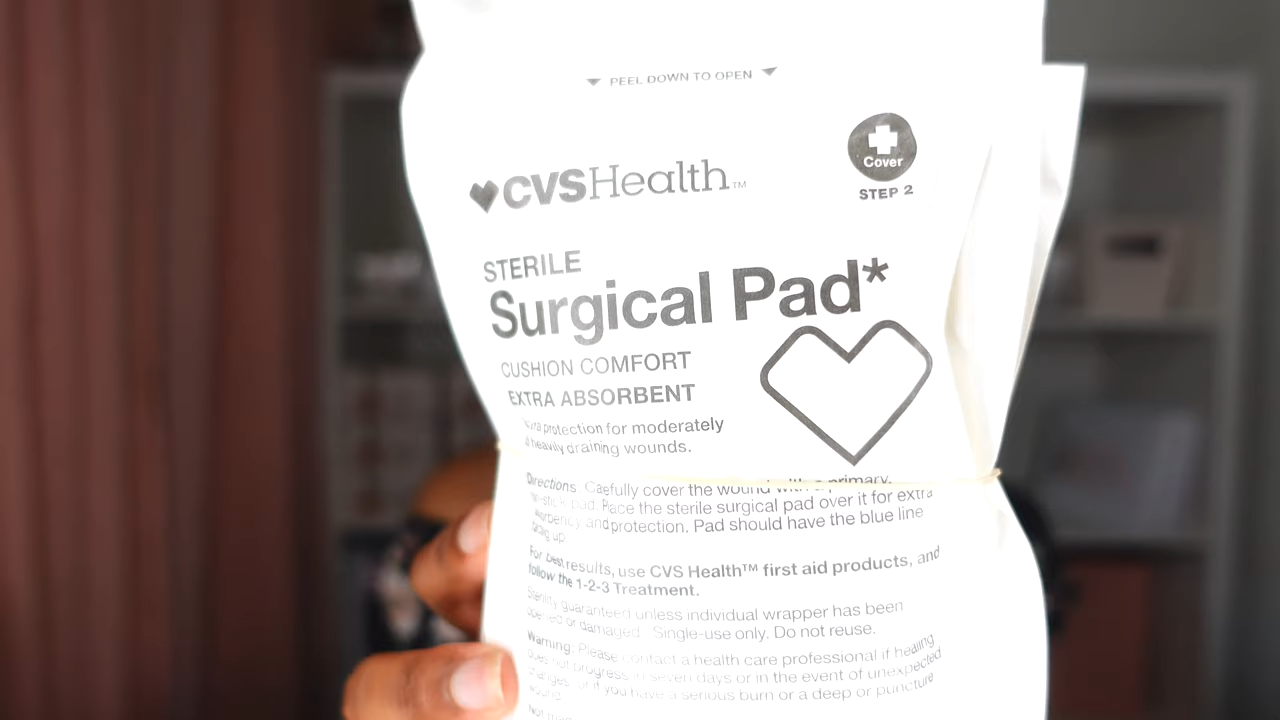 PEEL DOWN TO OPEN
CVSHealth™
Cover
STEP 2
STERILE
Surgical Pad*
CUSHION COMFORT
EXTRA ABSORBENT
protection for moderately
heavily draining wounds.
Directions Carefully cover the wound with a primary,
pad. Place the sterile surgical pad over it for extra
and protection. Pad should have the blue line
up.
For best results, use CVS Health™ first aid products, and
follow the 1-2-3 Treatment.
Sterility guaranteed unless individual wrapper has been
opened or damaged. Single-use only. Do not reuse.
Warning: Please contact a health care professional if healing
does not progress in seven days or in the event of unexpected
changes, or if you have a serious burn or a deep or puncture
wound.
Not